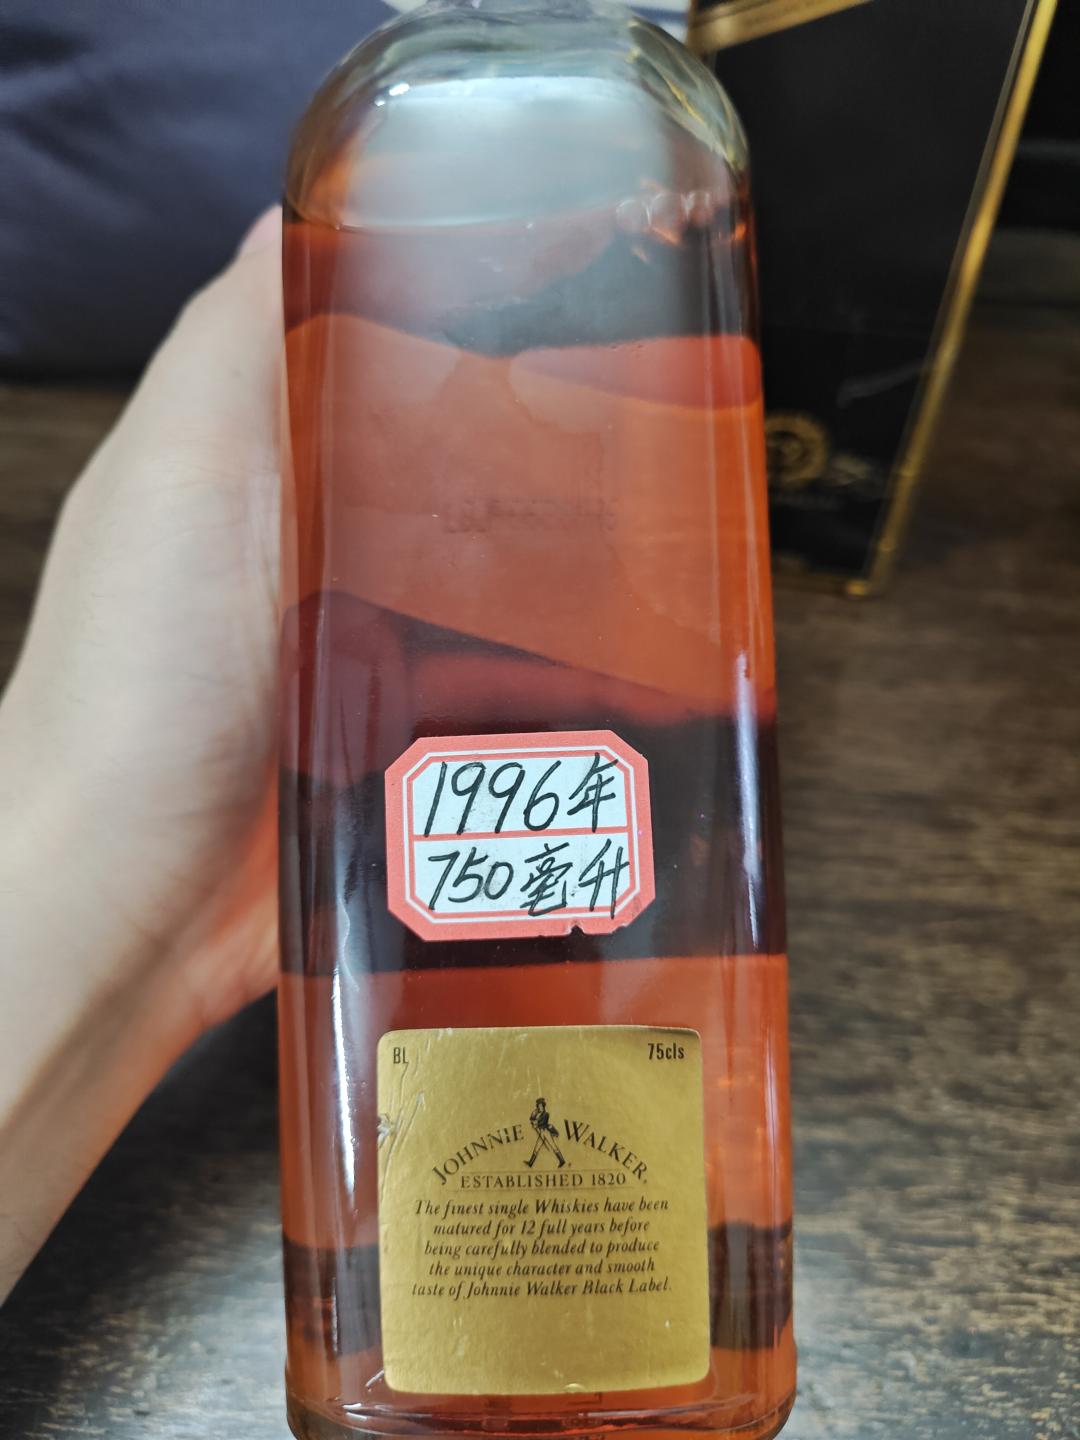 1996年
750毫升
BL 75cls
JOHNNIE WALKER
ESTABLISHED 1820
The finest single Whiskies have been
matured for 12 full years before
being carefully blended to produce
the unique character and smooth
taste of Johnnie Walker Black Label.